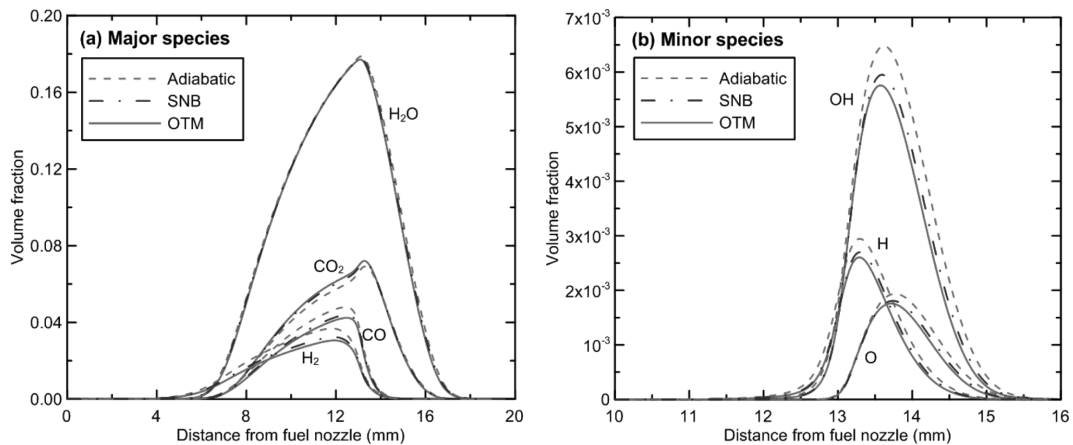 (a) Major species
Adiabatic
SNB
OTM
H₂O
CO₂
CO
H₂
0.20
0.16
0.12
0.08
0.04
0.00
Volume fraction
0 4 8 12 16 20
Distance from fuel nozzle (mm)
(b) Minor species
Adiabatic
SNB
OTM
OH
H
O
7x10⁻³
6x10⁻³
5x10⁻³
4x10⁻³
3x10⁻³
2x10⁻³
1x10⁻³
0
Volume fraction
10 11 12 13 14 15 16
Distance from fuel nozzle (mm)